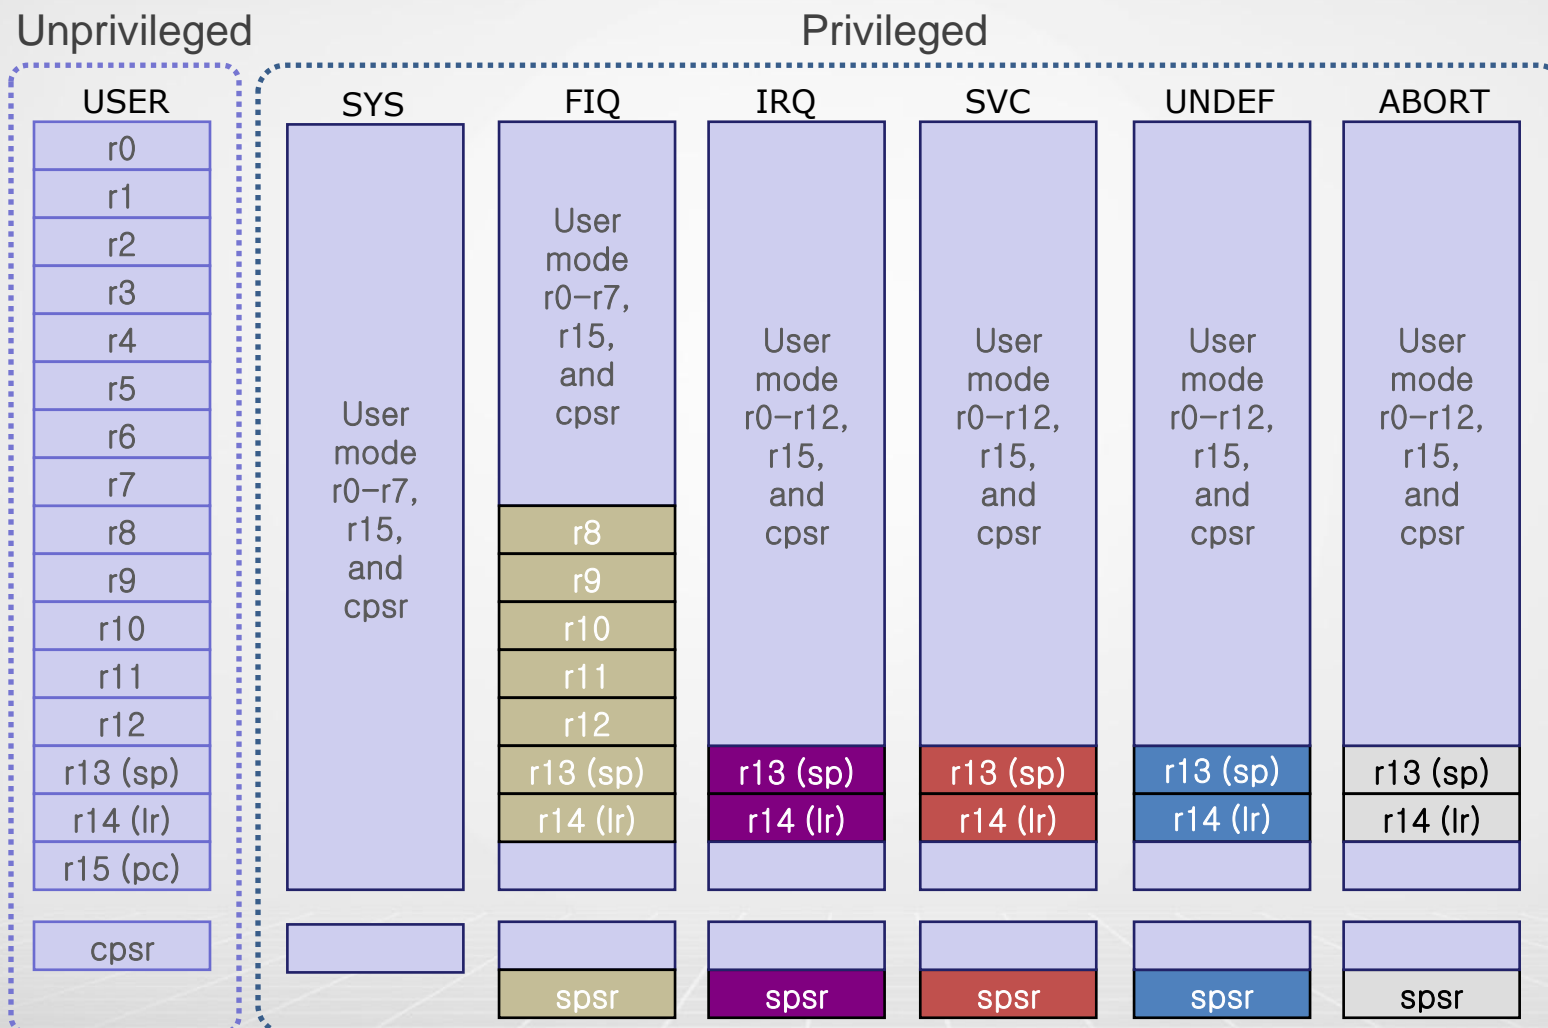 Unprivileged
Privileged
USER
r0
r1
r2
r3
r4
r5
r6
r7
r8
r9
r10
r11
r12
r13 (sp)
r14 (lr)
r15 (pc)
cpsr
SYS
User
mode
r0-r7,
r15,
and
cpsr
FIQ
User
mode
r0-r7,
r15,
and
cpsr
r8
r9
r10
r11
r12
r13 (sp)
r14 (lr)
spsr
IRQ
User
mode
r0-r12,
r15,
and
cpsr
r13 (sp)
r14 (lr)
spsr
SVC
User
mode
r0-r12,
r15,
and
cpsr
r13 (sp)
r14 (lr)
spsr
UNDEF
User
mode
r0-r12,
r15,
and
cpsr
r13 (sp)
r14 (lr)
spsr
ABORT
User
mode
r0-r12,
r15,
and
cpsr
r13 (sp)
r14 (lr)
spsr